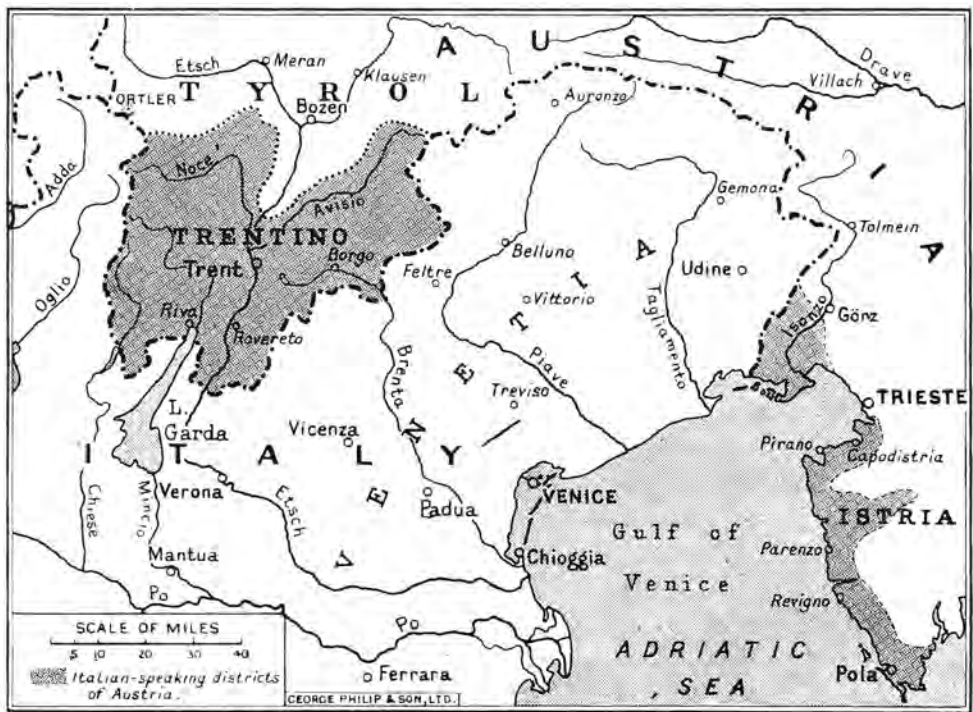 AUSTRIA
Drave
Villach
Etsch
Meran
Klausen
ORTLER
TYROL
Bozen
Auronzo
Adda
Noce
Avisio
Gemona
Tolmein
TRENTINO
Trent
Borgo
Feltre
Belluno
Udine
Oglio
Vittorio
Tagliamento
Isonzo
Görz
Riva
Rovereto
Brenta
Piave
Treviso
L.
Garda
Vicenza
TRIESTE
Pirano
Capodistria
ITALY
VENETIA
Chiese
Mincio
Verona
Etsch
Padua
VENICE
Gulf of
Venice
ISTRIA
Mantua
Chioggia
Parenzo
Po
Po
Revigno
SCALE OF MILES
5 10 20 30 40
Italian-speaking districts
of Austria.
Ferrara
ADRIATIC
SEA
Pola
GEORGE PHILIP & SON, LTD.